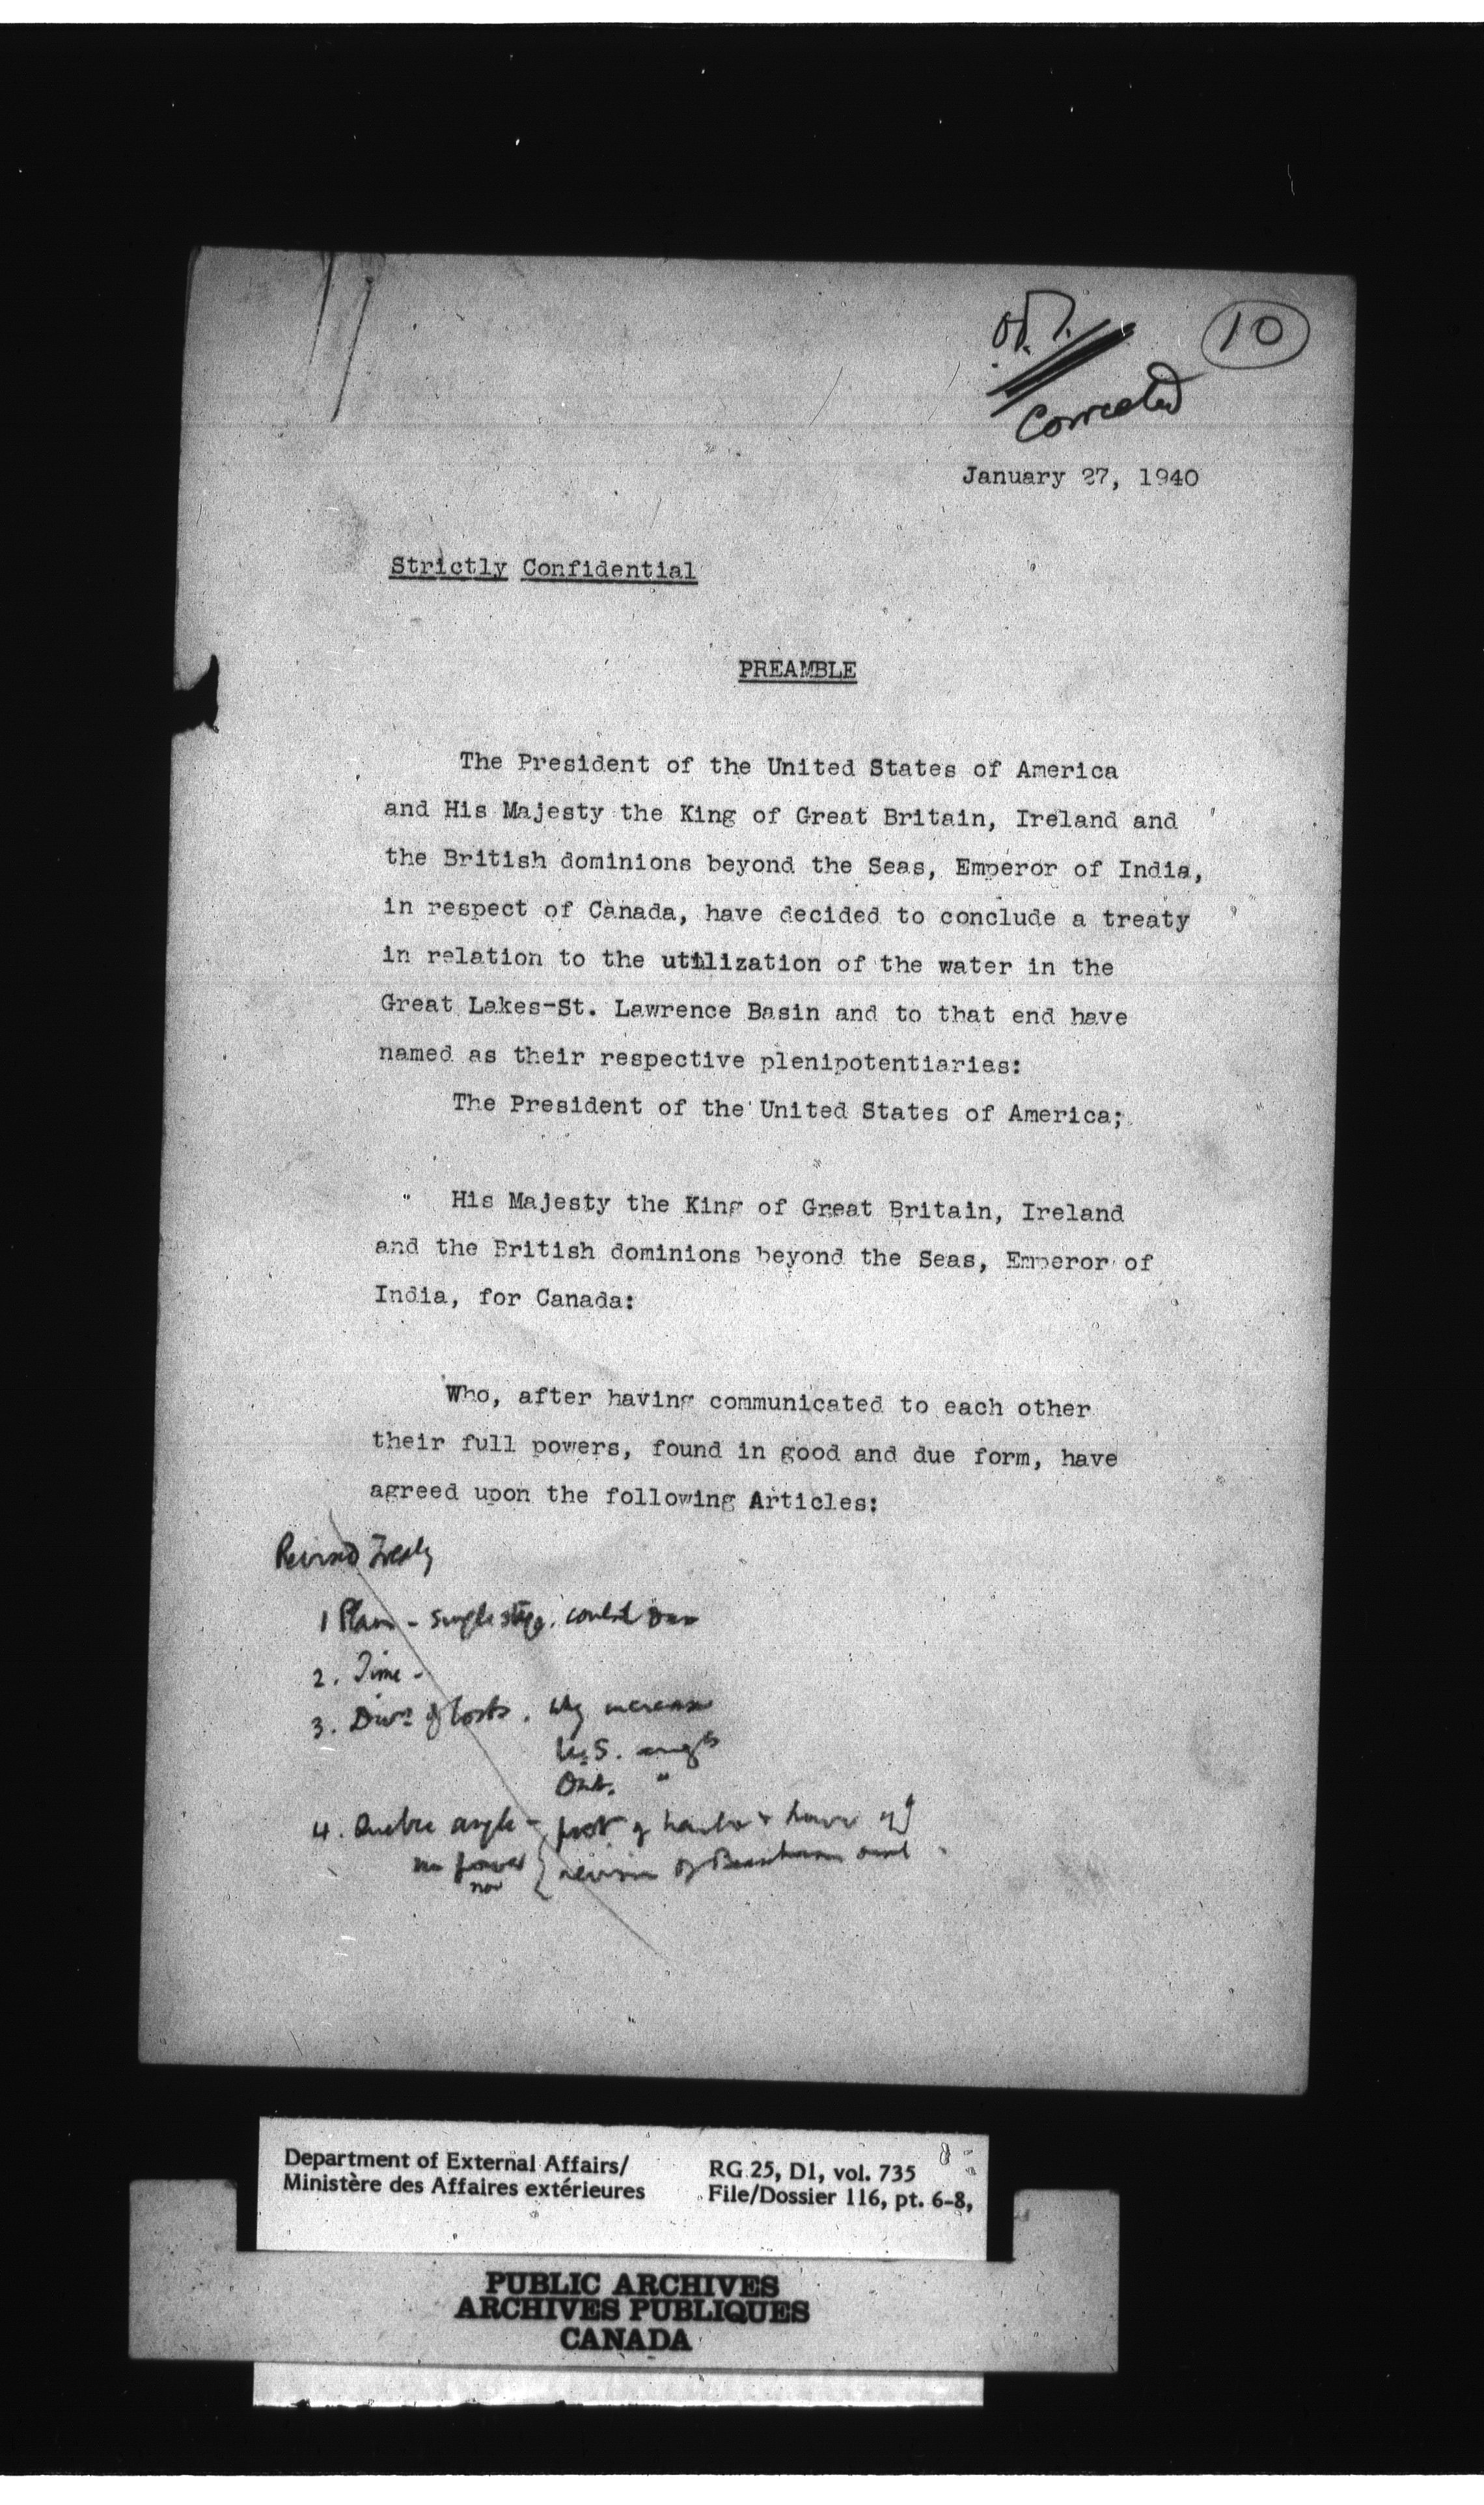 10
Corrected
January 27, 1940
Strictly Confidential
PREAMBLE
The President of the United States of America
and His Majesty the King of Great Britain, Ireland and
the British dominions beyond the Seas, Emperor of India,
in respect of Canada, have decided to conclude a treaty
in relation to the utilization of the water in the
Great Lakes-St. Lawrence Basin and to that end have
named as their respective plenipotentiaries:
The President of the United States of America;
His Majesty the King of Great Britain, Ireland
and the British dominions beyond the Seas, Emperor of
India, for Canada:
Who, after having communicated to each other
their full powers, found in good and due form, have
agreed upon the following Articles:
Revised Treaty
1 Plan - single stage.
2. Time -
3. Divn of Costs. Why increase
U.S.
Ont. "
4. Quebec angle -
no power revision of
now
Department of External Affairs/
Ministère des Affaires extérieures
RG 25, D1, vol. 735
File/Dossier 116, pt. 6-8,
PUBLIC ARCHIVES
ARCHIVES PUBLIQUES
CANADA